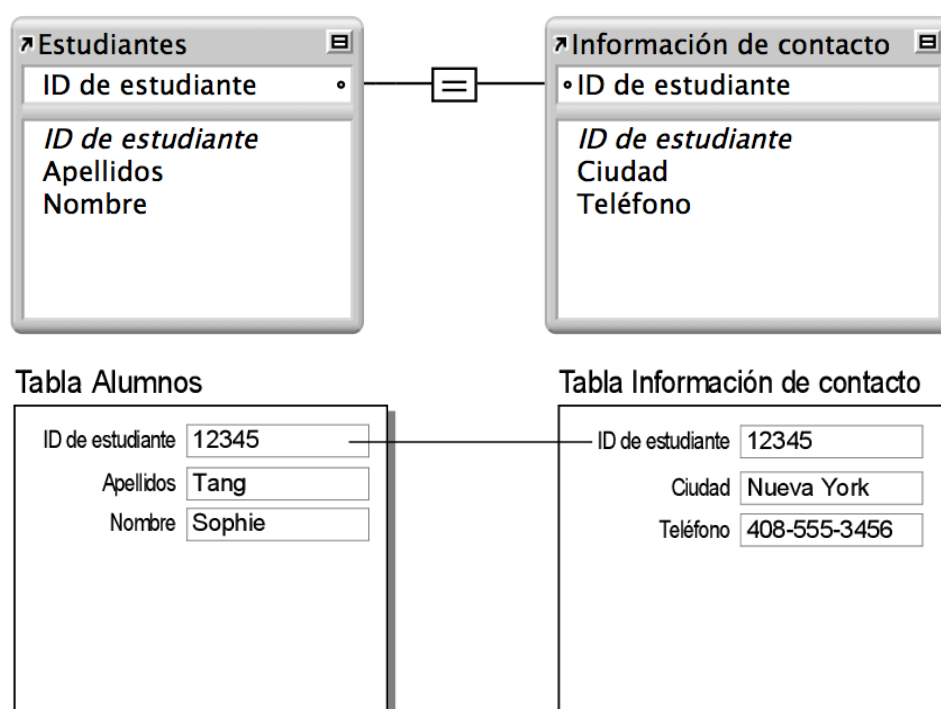 Estudiantes
ID de estudiante
ID de estudiante
Apellidos
Nombre
=
Información de contacto
ID de estudiante
ID de estudiante
Ciudad
Teléfono
Tabla Alumnos
ID de estudiante 12345
Apellidos Tang
Nombre Sophie
Tabla Información de contacto
ID de estudiante 12345
Ciudad Nueva York
Teléfono 408-555-3456